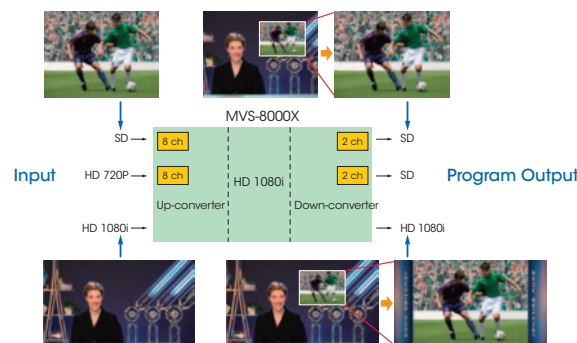 MVS-8000X
SD
8 ch
2 ch
SD
Input
HD 720P
8 ch
HD 1080i
2 ch
SD
Program Output
Up-converter
Down-converter
HD 1080i
HD 1080i